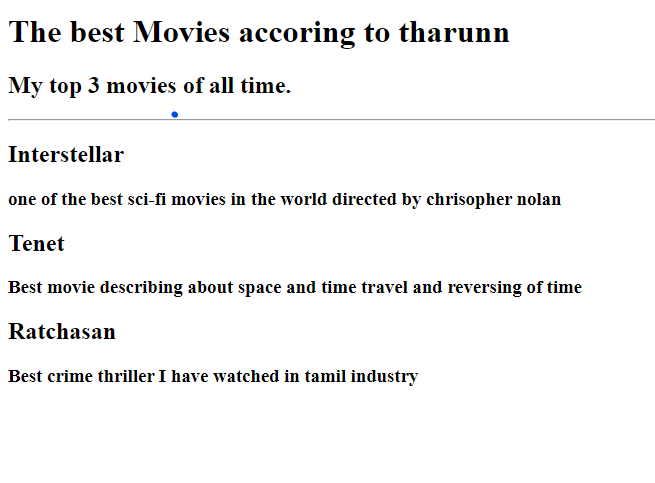 The best Movies accoring to tharunn
My top 3 movies of all time.
Interstellar
one of the best sci-fi movies in the world directed by chrisopher nolan
Tenet
Best movie describing about space and time travel and reversing of time
Ratchasan
Best crime thriller I have watched in tamil industry